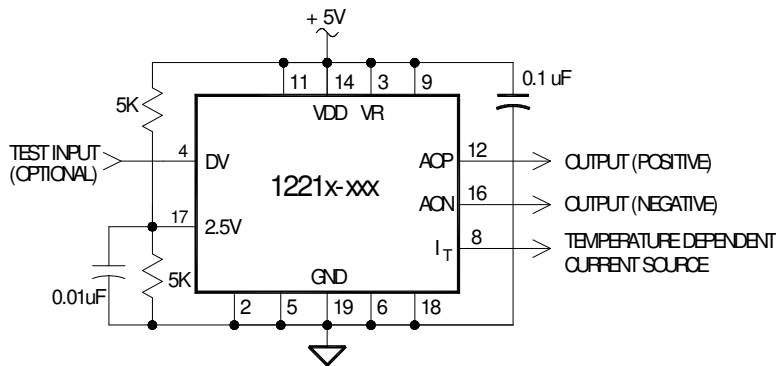 + 5V
11 14 3 9
0.1 uF
5K
VDD VR
TEST INPUT
(OPTIONAL)
4 DV
AOP 12 OUTPUT (POSITIVE)
1221x-xxx
AON 16 OUTPUT (NEGATIVE)
17 2.5V
IT 8 TEMPERATURE DEPENDENT
CURRENT SOURCE
GND
5K
0.01uF
2 5 19 6 18